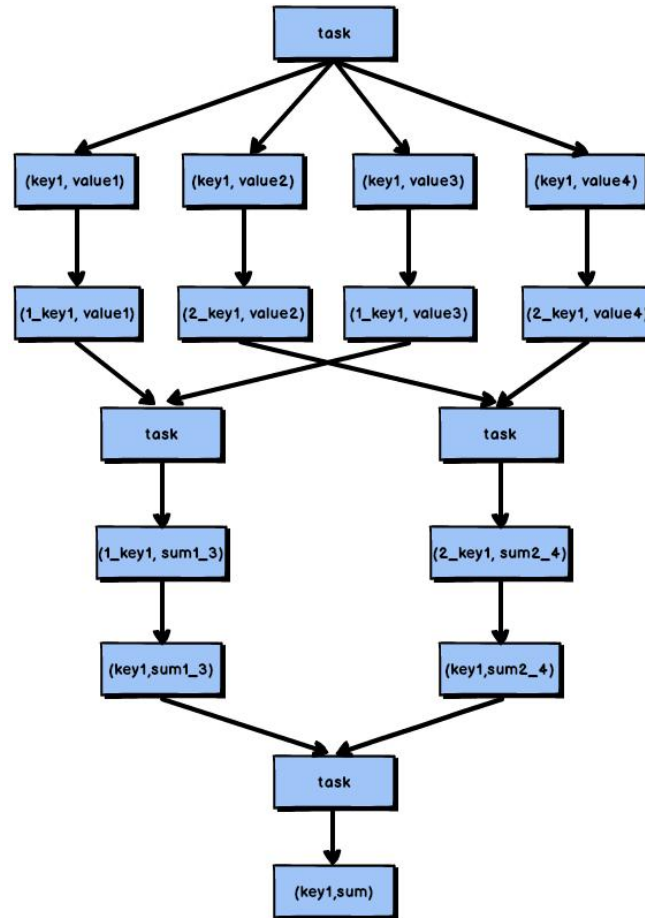 task
(key1, value1)
(key1, value2)
(key1, value3)
(key1, value4)
(1_key1, value1)
(2_key1, value2)
(1_key1, value3)
(2_key1, value4)
task
task
(1_key1, sum1_3)
(2_key1, sum2_4)
(key1,sum1_3)
(key1,sum2_4)
task
(key1,sum)